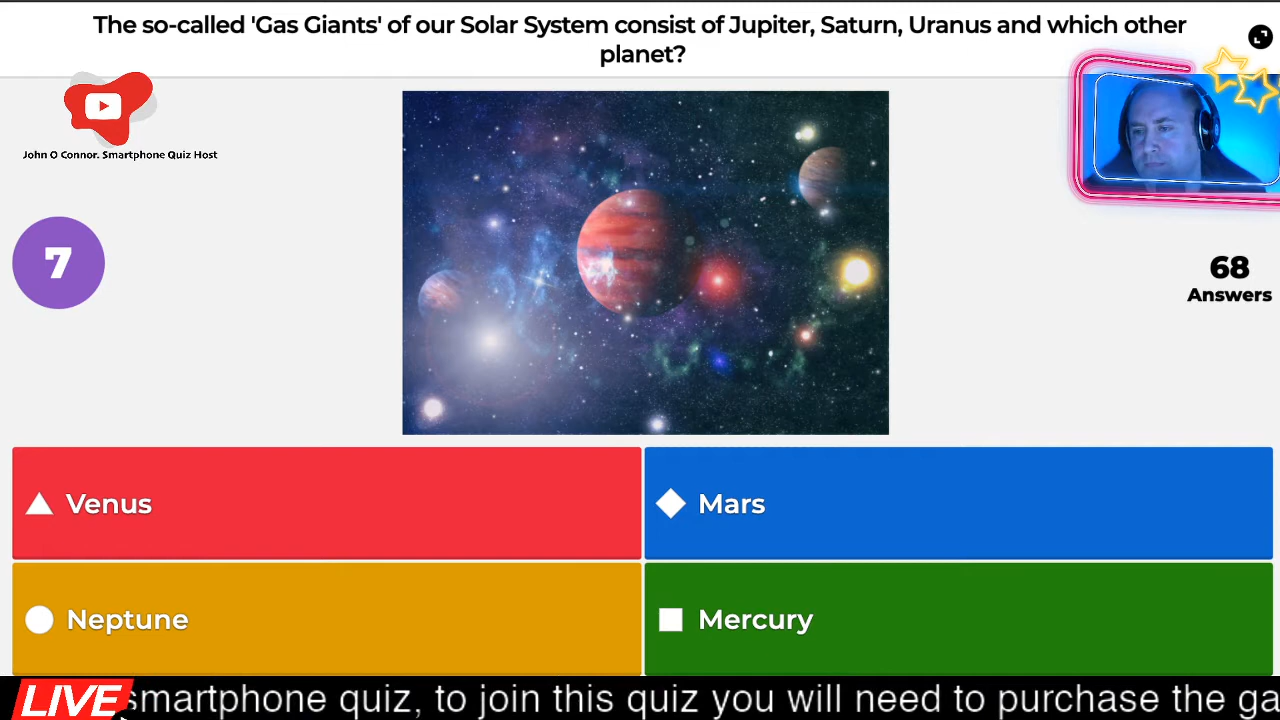 The so-called 'Gas Giants' of our Solar System consist of Jupiter, Saturn, Uranus and which other
planet?
John O Connor. Smartphone Quiz Host
7
68
Answers
Venus
Mars
Neptune
Mercury
LIVE
smartphone quiz, to join this quiz you will need to purchase the ga